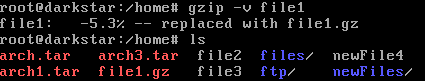 root@darkstar:/home# gzip -v file1
file1:   -5.3% -- replaced with file1.gz
root@darkstar:/home# ls
arch.tar   arch3.tar  file2  files/  newFile4
arch1.tar  file1.gz   file3  ftp/    newFiles/